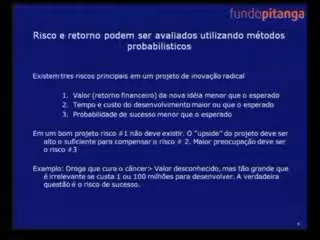 fundopitanga
Risco e retorno podem ser avaliados utilizando métodos
probabilisticos
Existem tres riscos principais em um projeto de inovação radical
1. Valor (retorno financeiro) da nova idéia menor que o esperado
2. Tempo e custo do desenvolvimento maior ou que o esperado
3. Probabilidade de sucesso menor que o esperado
Em um bom projeto risco #1 não deve existir. O "upside" do projeto deve ser
alto o suficiente para compensar o risco # 2. Maior preocupação deve ser
o risco #3
Exemplo: Droga que cura o câncer> Valor desconhecido, mas tão grande que
é irrelevante se custa 1 ou 100 milhões para desenvolver. A verdadeira
questão é o risco de sucesso.